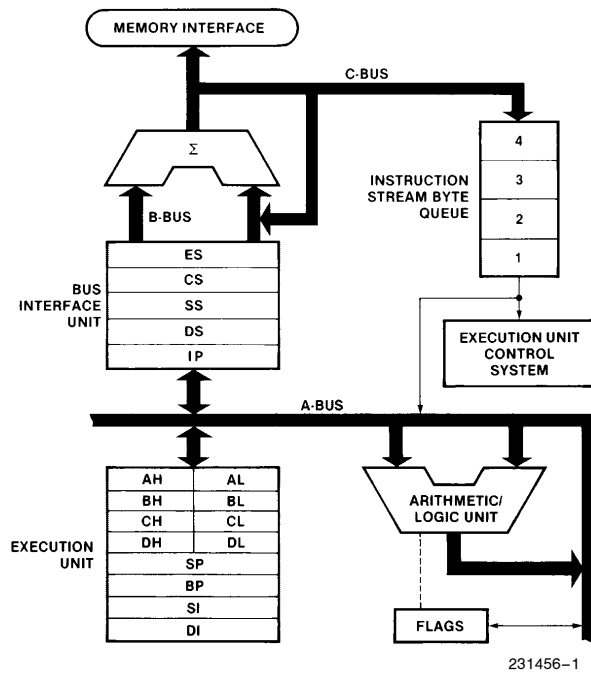 MEMORY INTERFACE
C-BUS
Σ
B-BUS
4
3
2
1
INSTRUCTION
STREAM BYTE
QUEUE
ES
CS
SS
DS
IP
BUS
INTERFACE
UNIT
EXECUTION UNIT
CONTROL
SYSTEM
A-BUS
AH AL
BH BL
CH CL
DH DL
SP
BP
SI
DI
EXECUTION
UNIT
ARITHMETIC/
LOGIC UNIT
FLAGS
231456–1